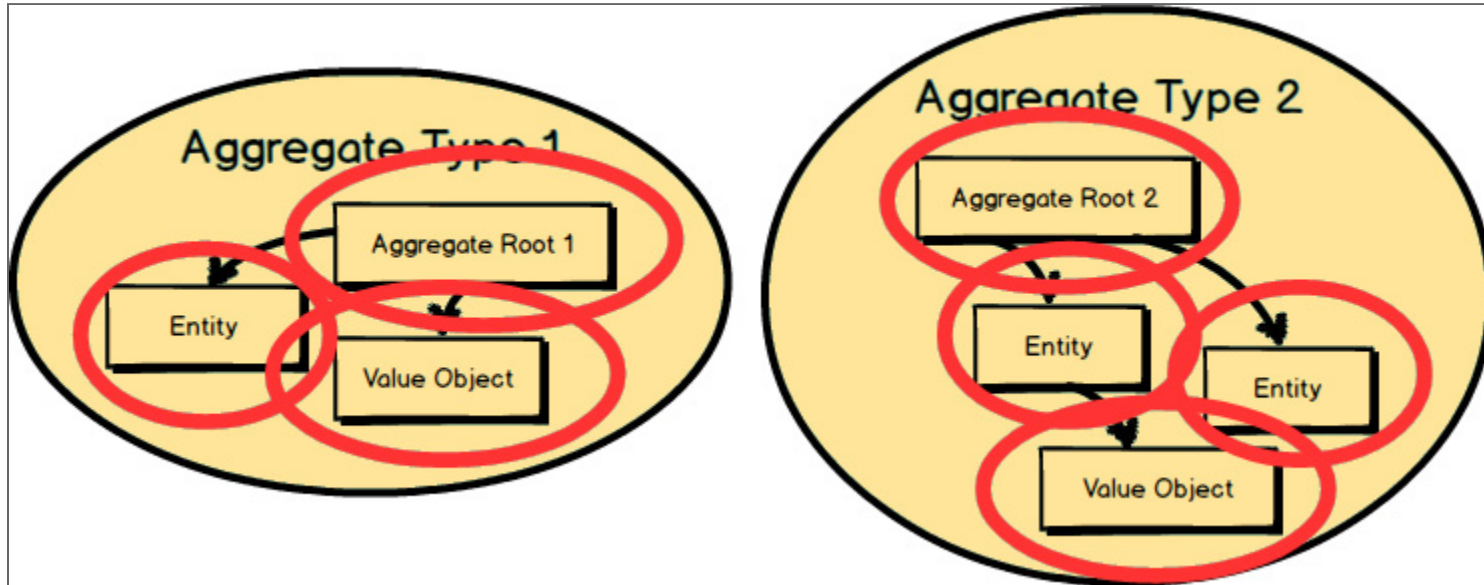 Aggregate Type 1
Aggregate Root 1
Entity
Value Object
Aggregate Type 2
Aggregate Root 2
Entity
Entity
Value Object